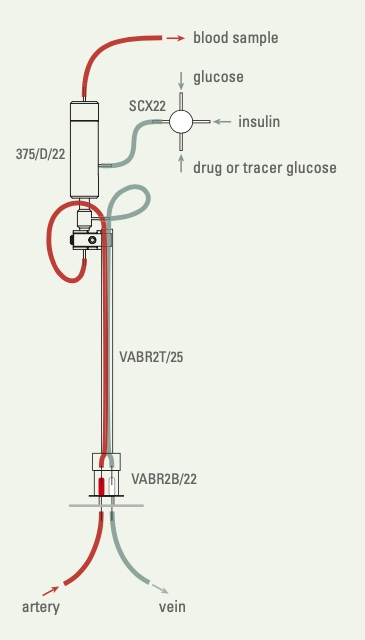 blood sample
glucose
SCX22
insulin
375/D/22
drug or tracer glucose
VABR2T/25
VABR2B/22
artery
vein